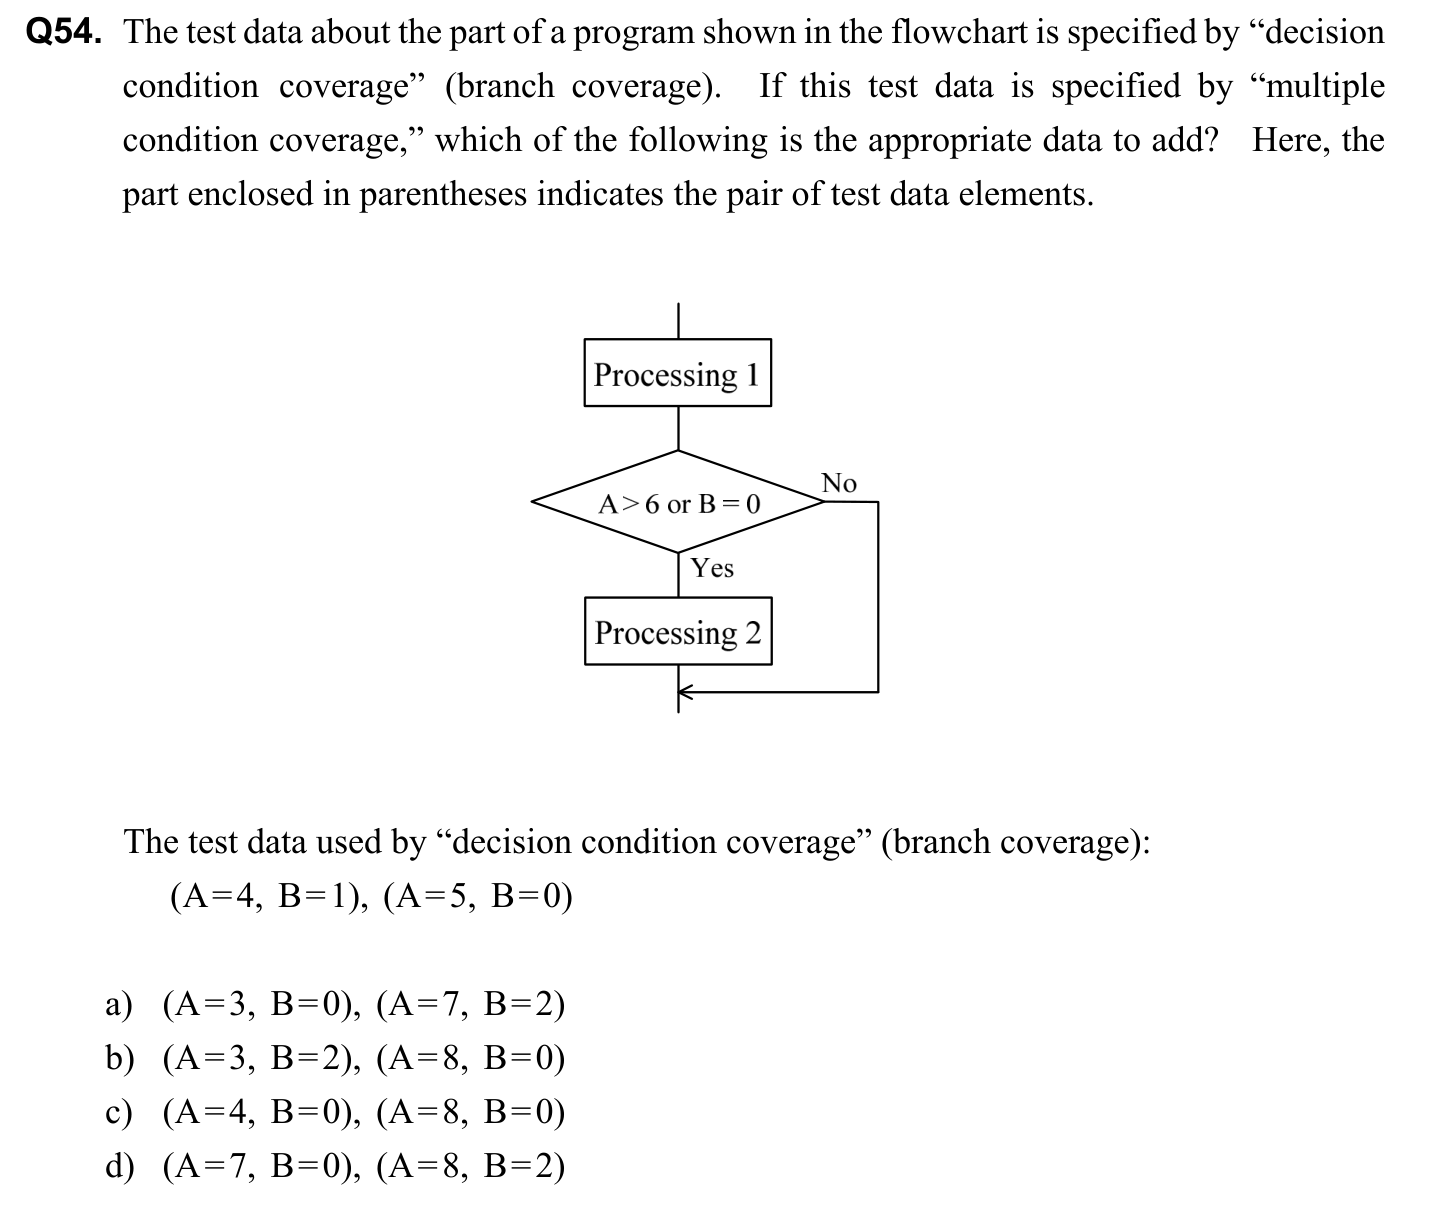 Q54. The test data about the part of a program shown in the flowchart is specified by “decision
condition coverage” (branch coverage). If this test data is specified by “multiple
condition coverage,” which of the following is the appropriate data to add? Here, the
part enclosed in parentheses indicates the pair of test data elements.
Processing 1
No
A > 6 or B = 0
Yes
Processing 2
The test data used by “decision condition coverage” (branch coverage):
(A=4, B=1), (A=5, B=0)
a) (A=3, B=0), (A=7, B=2)
b) (A=3, B=2), (A=8, B=0)
c) (A=4, B=0), (A=8, B=0)
d) (A=7, B=0), (A=8, B=2)